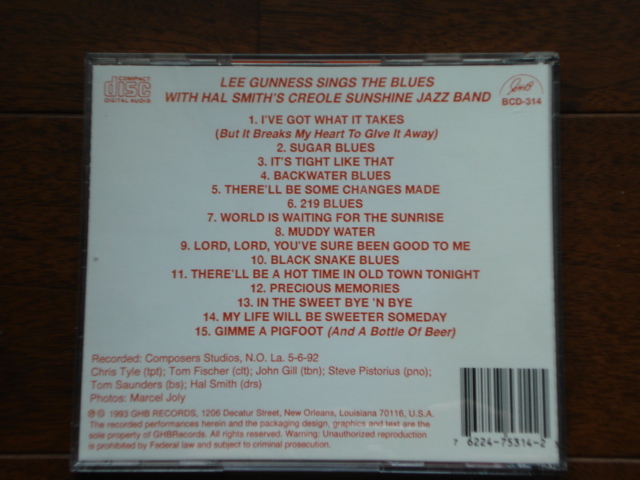 COMPACT
disc
DIGITAL AUDIO
LEE GUNNESS SINGS THE BLUES
WITH HAL SMITH'S CREOLE SUNSHINE JAZZ BAND
GHB
BCD-314
1. I'VE GOT WHAT IT TAKES
(But It Breaks My Heart To Give It Away)
2. SUGAR BLUES
3. IT'S TIGHT LIKE THAT
4. BACKWATER BLUES
5. THERE'LL BE SOME CHANGES MADE
6. 219 BLUES
7. WORLD IS WAITING FOR THE SUNRISE
8. MUDDY WATER
9. LORD, LORD, YOU'VE SURE BEEN GOOD TO ME
10. BLACK SNAKE BLUES
11. THERE'LL BE A HOT TIME IN OLD TOWN TONIGHT
12. PRECIOUS MEMORIES
13. IN THE SWEET BYE 'N BYE
14. MY LIFE WILL BE SWEETER SOMEDAY
15. GIMME A PIGFOOT (And A Bottle Of Beer)
Recorded: Composers Studios, N.O. La. 5-6-92
Chris Tyle (tpt); Tom Fischer (clt); John Gill (tbn); Steve Pistorius (pno);
Tom Saunders (bs); Hal Smith (drs)
Photos: Marcel Joly
℗ © 1993 GHB RECORDS, 1206 Decatur Street, New Orleans, Louisiana 70116, U.S.A.
The recorded performances herein and the packaging design, graphics and text are the
sole property of GHBRecords. All rights reserved. Warning: Unauthorized reproduction
is prohibited by Federal law and subject to criminal prosecution.
7 6224-75314-2